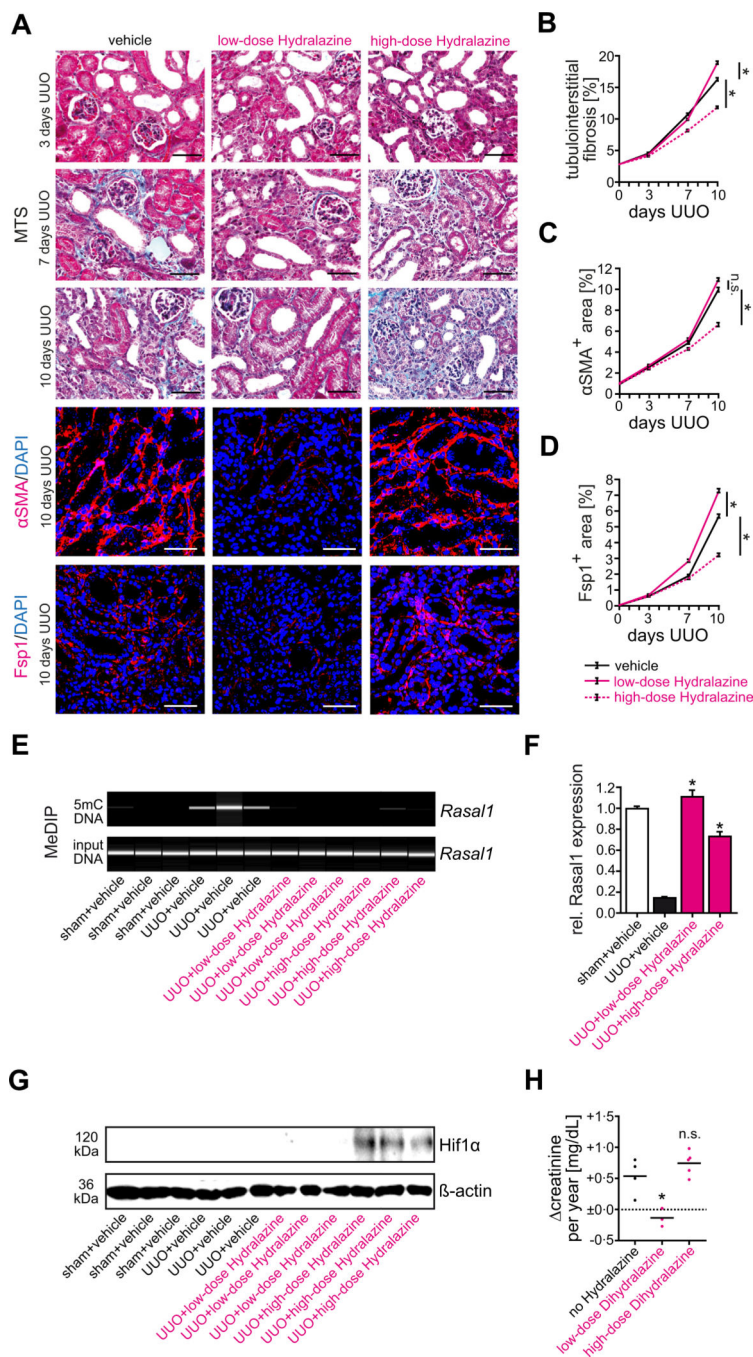 A
vehicle
low-dose Hydralazine
high-dose Hydralazine
MTS
3 days UUO
7 days UUO
10 days UUO
αSMA/DAPI
10 days UUO
Fsp1/DAPI
10 days UUO
B
tubulointerstitial
fibrosis [%]
20
15
10
5
0
0 3 7 10
days UUO
*
*
C
αSMA+ area [%]
12
10
8
6
4
2
0
0 3 7 10
days UUO
n.s.
*
D
Fsp1+ area [%]
8
7
6
5
4
3
2
1
0
0 3 7 10
days UUO
*
*
vehicle
low-dose Hydralazine
high-dose Hydralazine
E
MeDIP
5mC
DNA
Rasal1
input
DNA
Rasal1
sham+vehicle
sham+vehicle
sham+vehicle
UUO+vehicle
UUO+vehicle
UUO+vehicle
UUO+low-dose Hydralazine
UUO+low-dose Hydralazine
UUO+low-dose Hydralazine
UUO+high-dose Hydralazine
UUO+high-dose Hydralazine
UUO+high-dose Hydralazine
F
rel. Rasal1 expression
1.2
1.0
0.8
0.6
0.4
0.2
0.0
*
*
sham+vehicle
UUO+vehicle
UUO+low-dose Hydralazine
UUO+high-dose Hydralazine
G
120
kDa
Hif1α
36
kDa
ß-actin
sham+vehicle
sham+vehicle
sham+vehicle
UUO+vehicle
UUO+vehicle
UUO+vehicle
UUO+low-dose Hydralazine
UUO+low-dose Hydralazine
UUO+low-dose Hydralazine
UUO+high-dose Hydralazine
UUO+high-dose Hydralazine
UUO+high-dose Hydralazine
H
Δcreatinine
per year [mg/dL]
+1·5
+1·0
+0·5
±0·0
-0·5
*
n.s.
no Hydralazine
low-dose Dihydralazine
high-dose Dihydralazine